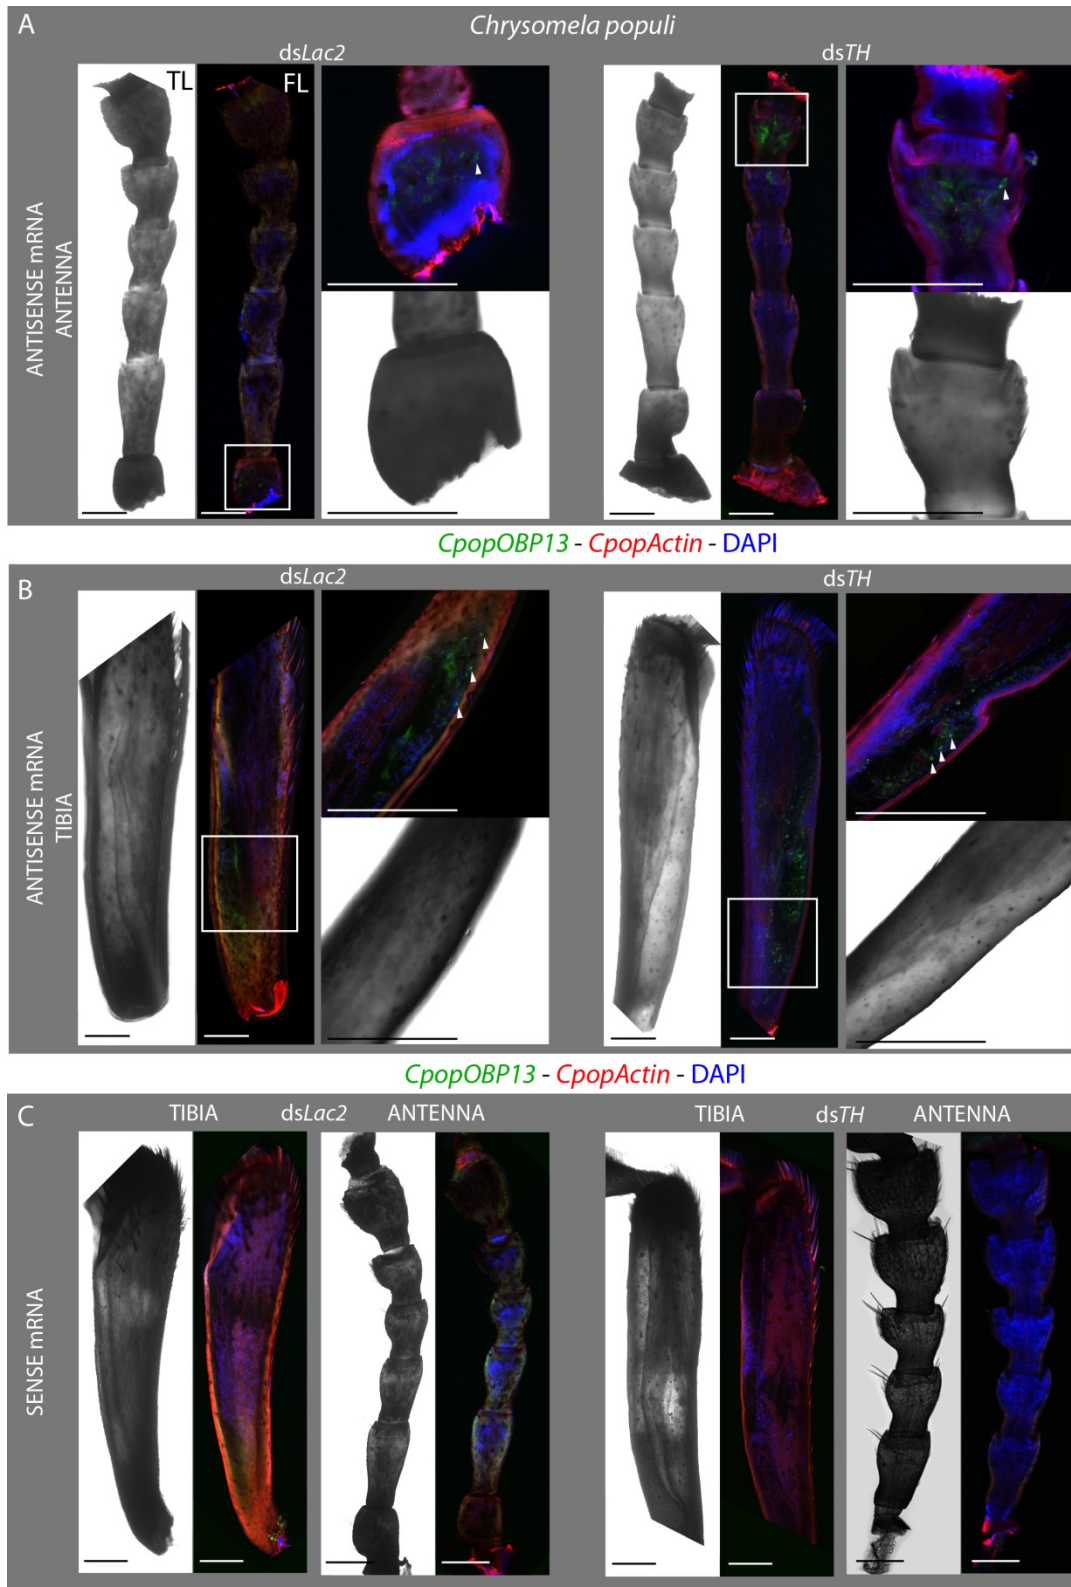 A
Chrysomela populi
dsLac2
dsTH
TL
FL
ANTISENSE mRNA
ANTENNA
CpopOBP13 - CpopActin - DAPI
B
dsLac2
dsTH
ANTISENSE mRNA
TIBIA
CpopOBP13 - CpopActin - DAPI
C
TIBIA dsLac2 ANTENNA
TIBIA dsTH ANTENNA
SENSE mRNA